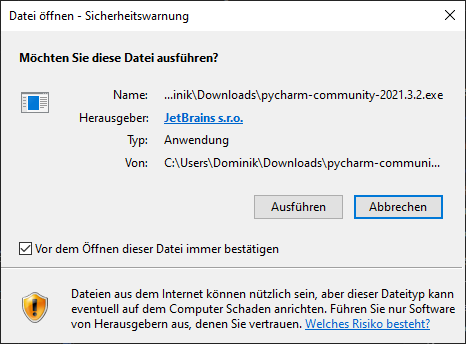 Datei öffnen - Sicherheitswarnung
Möchten Sie diese Datei ausführen?
Name: ...inik\Downloads\pycharm-community-2021.3.2.exe
Herausgeber: JetBrains s.r.o.
Typ: Anwendung
Von: C:\Users\Dominik\Downloads\pycharm-communi...
Ausführen Abbrechen
Vor dem Öffnen dieser Datei immer bestätigen
Dateien aus dem Internet können nützlich sein, aber dieser Dateityp kann
eventuell auf dem Computer Schaden anrichten. Führen Sie nur Software
von Herausgebern aus, denen Sie vertrauen. Welches Risiko besteht?